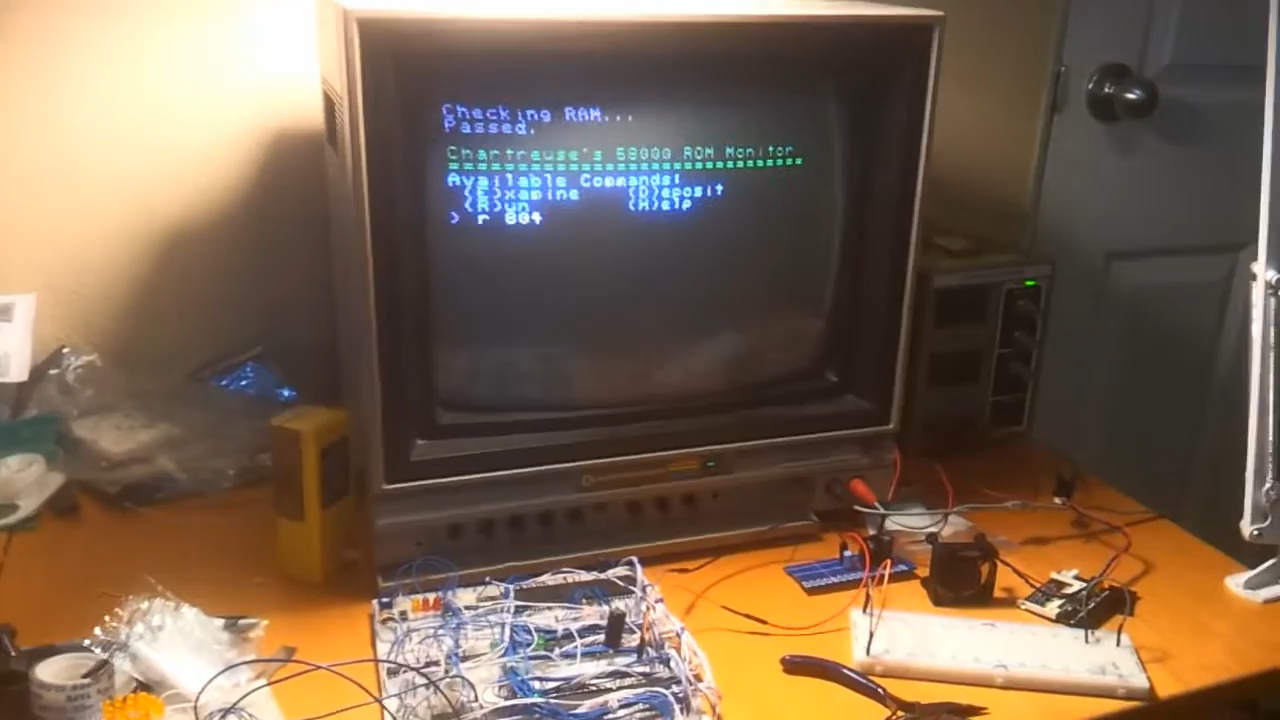 Checking RAM...
Passed.
Chartreuse's 68000 ROM Monitor
==============================
Available Commands:
(E)xamine (D)eposit
(R)un (H)elp
> r 804